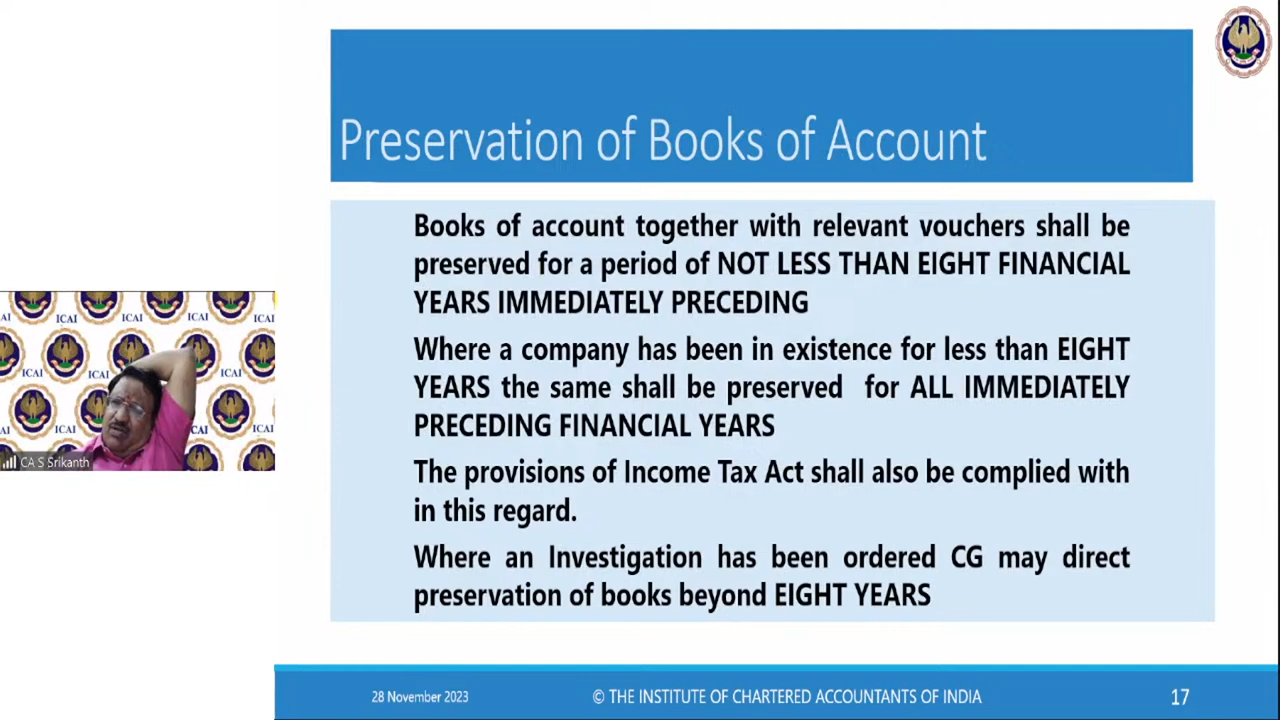 Preservation of Books of Account
Books of account together with relevant vouchers shall be
preserved for a period of NOT LESS THAN EIGHT FINANCIAL
YEARS IMMEDIATELY PRECEDING
Where a company has been in existence for less than EIGHT
YEARS the same shall be preserved for ALL IMMEDIATELY
PRECEDING FINANCIAL YEARS
The provisions of Income Tax Act shall also be complied with
in this regard.
Where an Investigation has been ordered CG may direct
preservation of books beyond EIGHT YEARS
ICAI
ICAI
ICAI
ICAI
CA S Srikanth
28 November 2023
© THE INSTITUTE OF CHARTERED ACCOUNTANTS OF INDIA
17